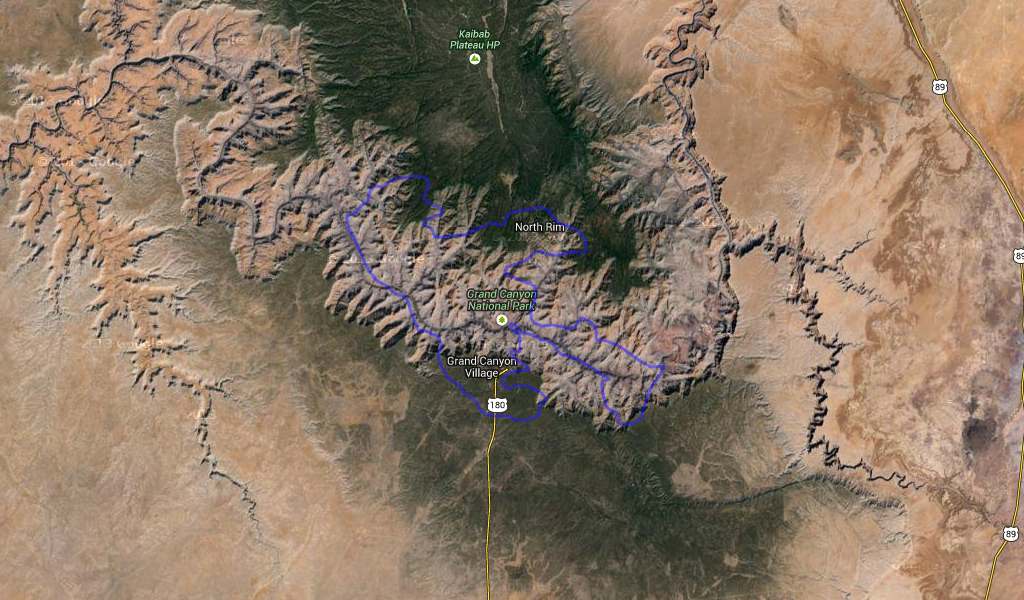 Kaibab
Plateau HP
89
North Rim
89
Grand Canyon
National Park
Grand Canyon
Village
180
89